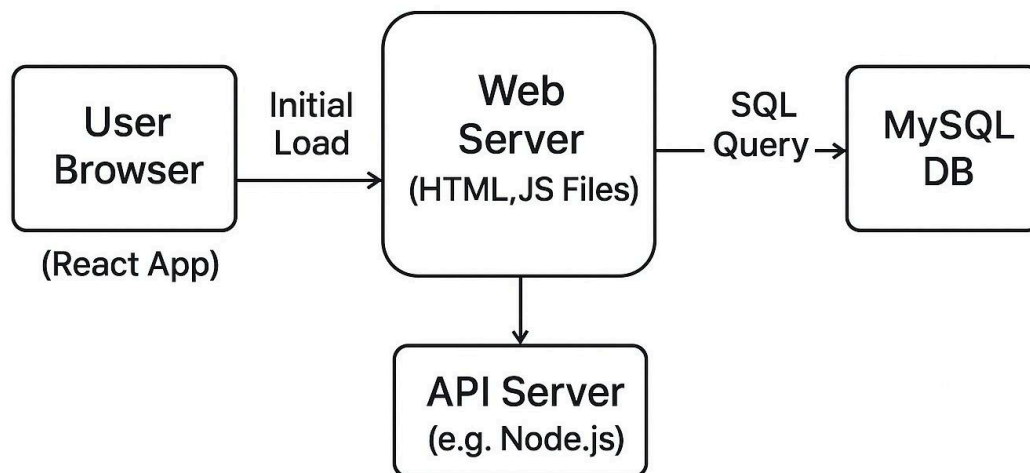 User
Browser
(React App)
Initial
Load
Web
Server
(HTML,JS Files)
SQL
Query
MySQL
DB
API Server
(e.g. Node.js)